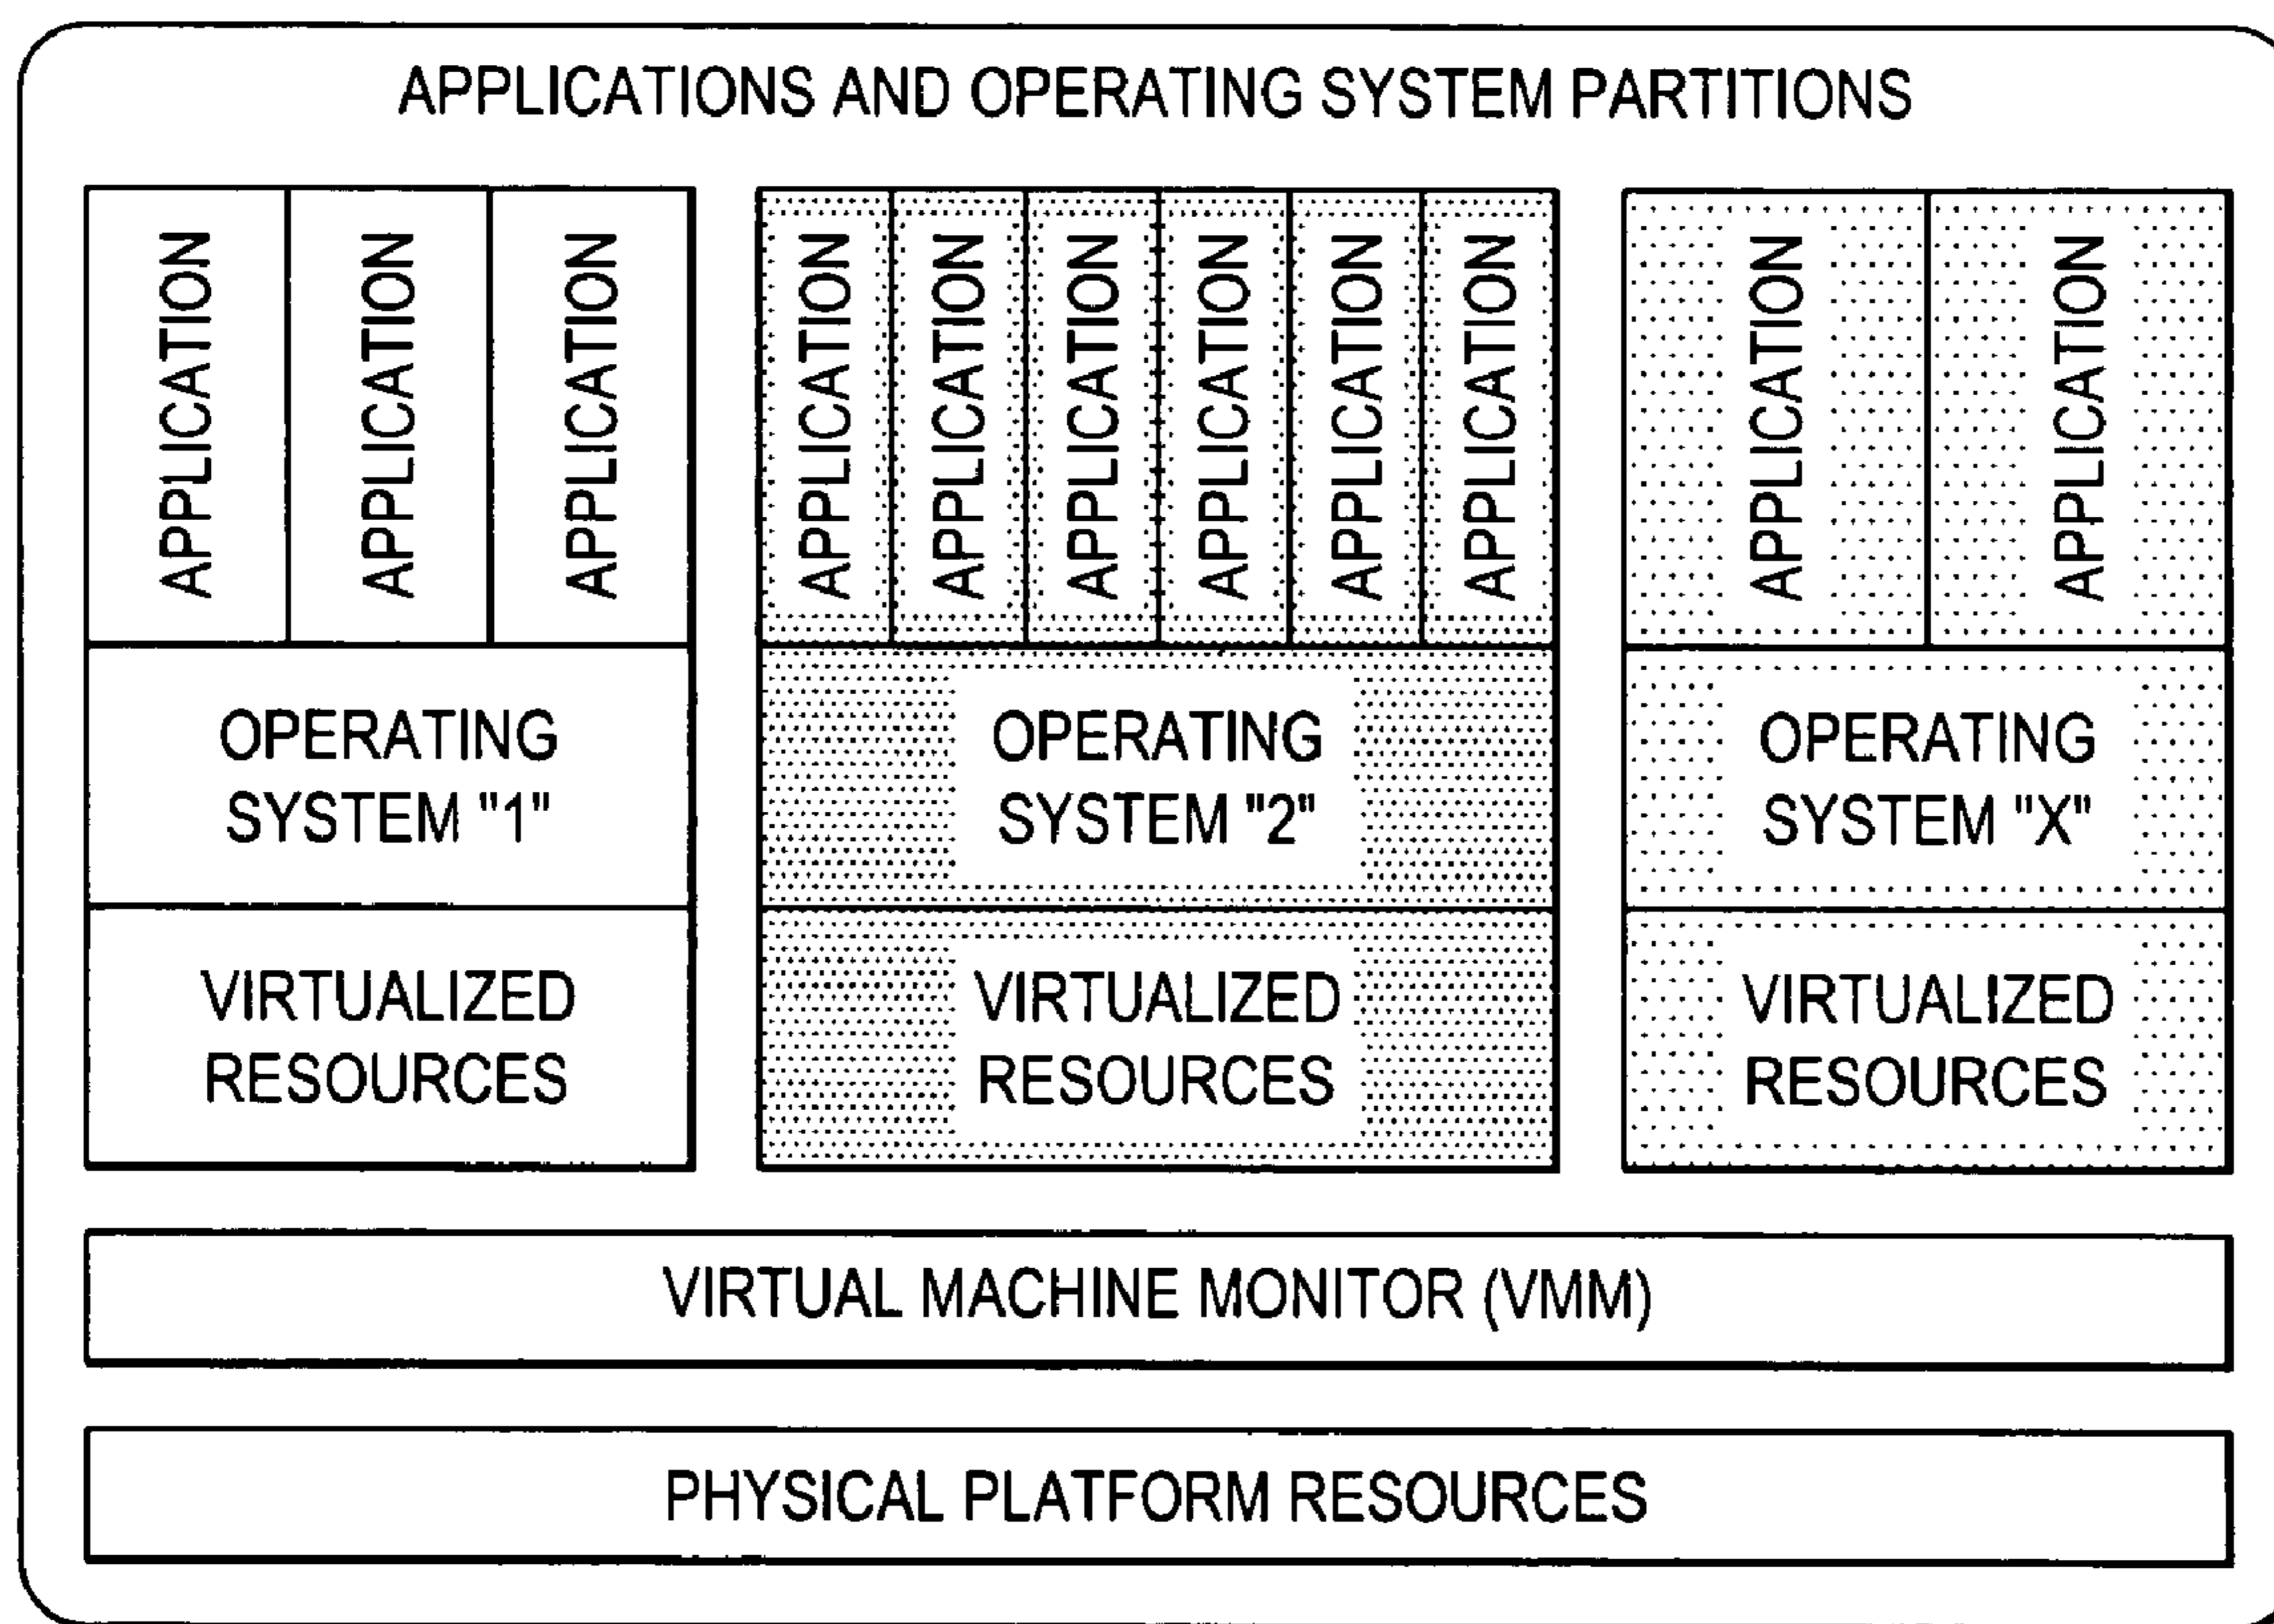 APPLICATIONS AND OPERATING SYSTEM PARTITIONS
APPLICATION
APPLICATION
APPLICATION
OPERATING
SYSTEM "1"
VIRTUALIZED
RESOURCES
APPLICATION
APPLICATION
APPLICATION
APPLICATION
APPLICATION
APPLICATION
OPERATING
SYSTEM "2"
VIRTUALIZED
RESOURCES
APPLICATION
APPLICATION
OPERATING
SYSTEM "X"
VIRTUALIZED
RESOURCES
VIRTUAL MACHINE MONITOR (VMM)
PHYSICAL PLATFORM RESOURCES